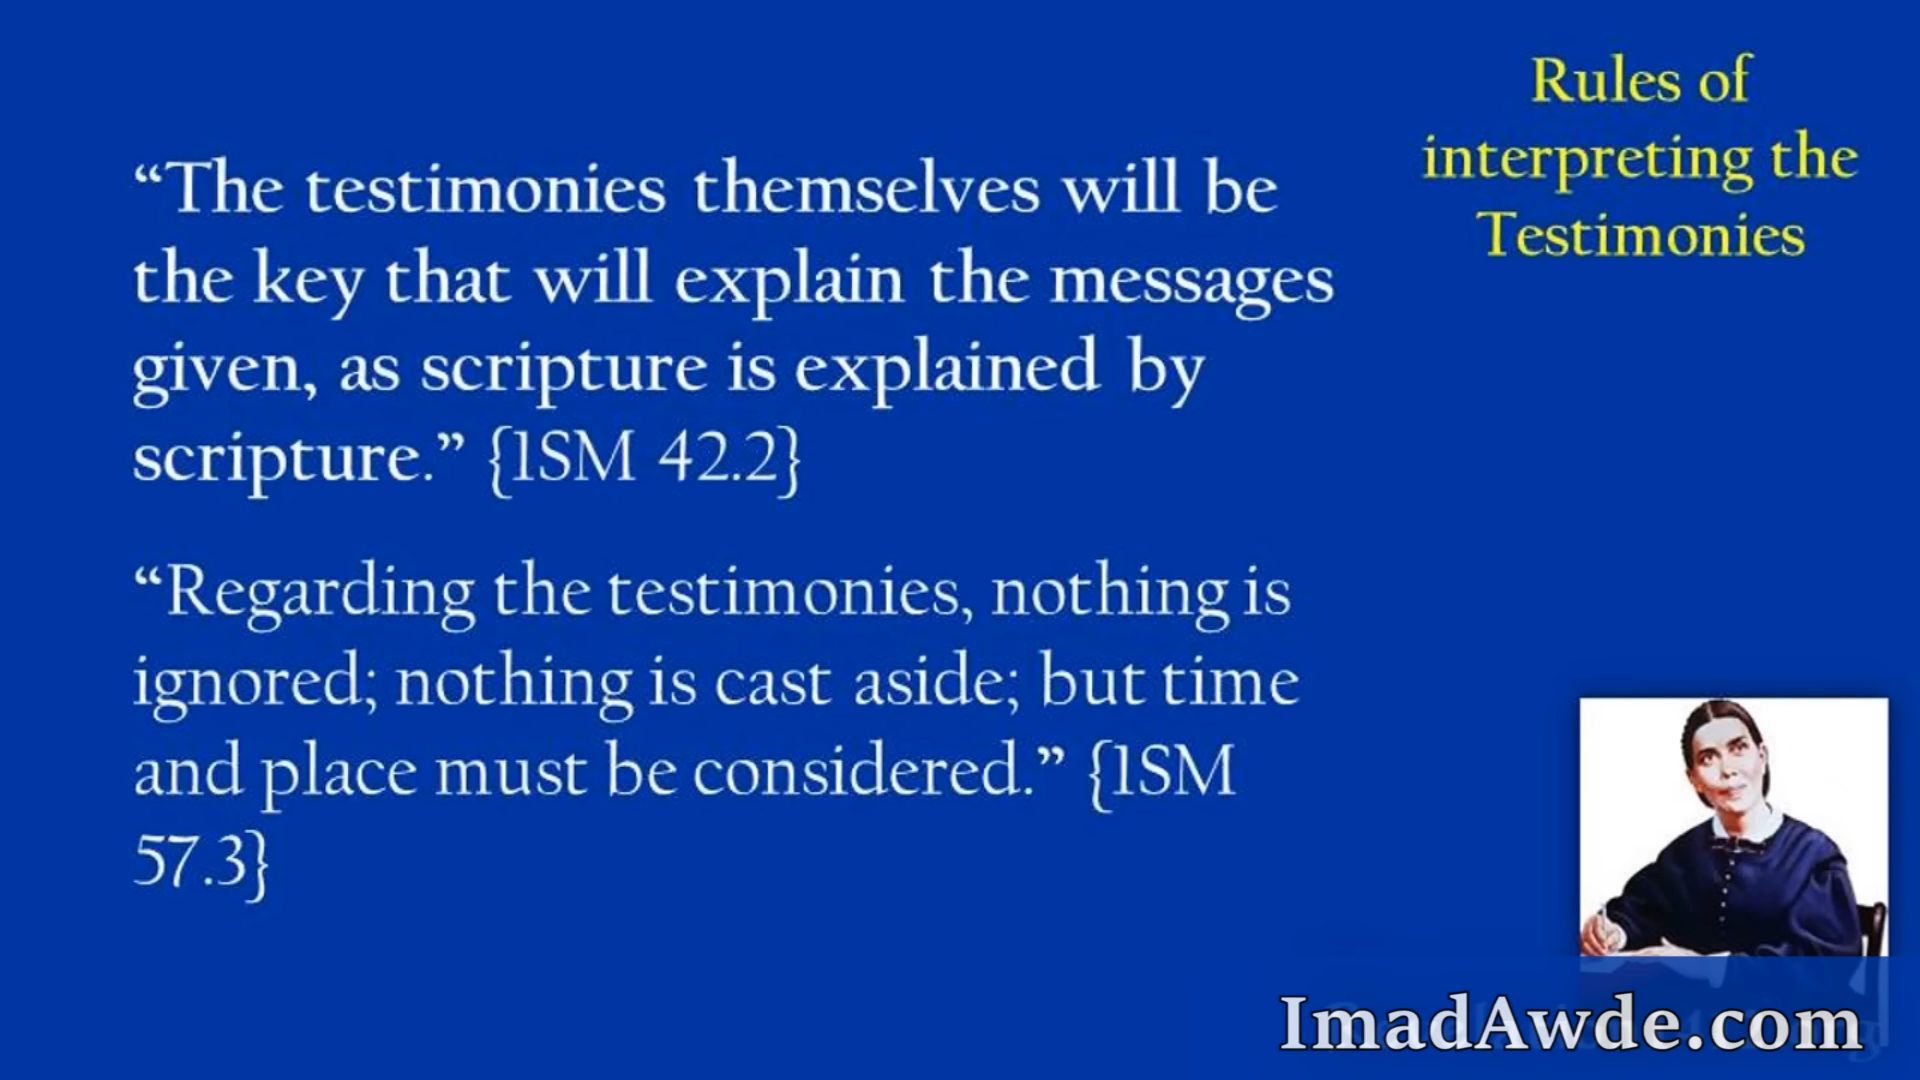 Rules of
interpreting the
Testimonies
“The testimonies themselves will be
the key that will explain the messages
given, as scripture is explained by
scripture.” {1SM 42.2}
“Regarding the testimonies, nothing is
ignored; nothing is cast aside; but time
and place must be considered.” {1SM
57.3}
ImadAwde.com